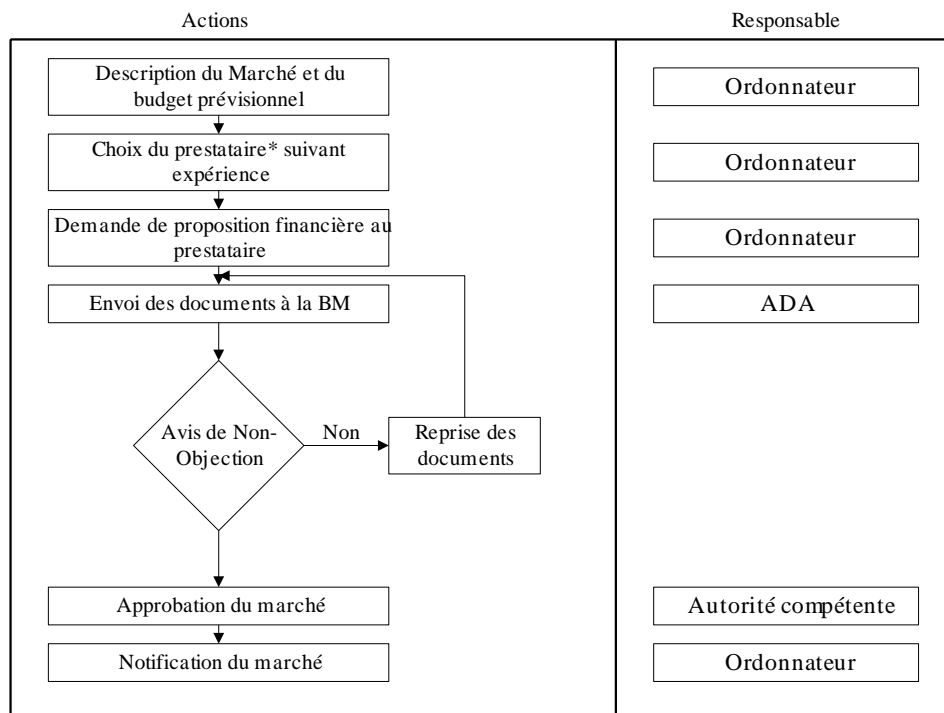 Actions
Responsable
Description du Marché et du
budget prévisionnel
Ordonnateur
Choix du prestataire* suivant
expérience
Ordonnateur
Demande de proposition financière au
prestataire
Ordonnateur
Envoi des documents à la BM
ADA
Avis de Non-
Objection
Non
Reprise des
documents
Approbation du marché
Autorité compétente
Notification du marché
Ordonnateur